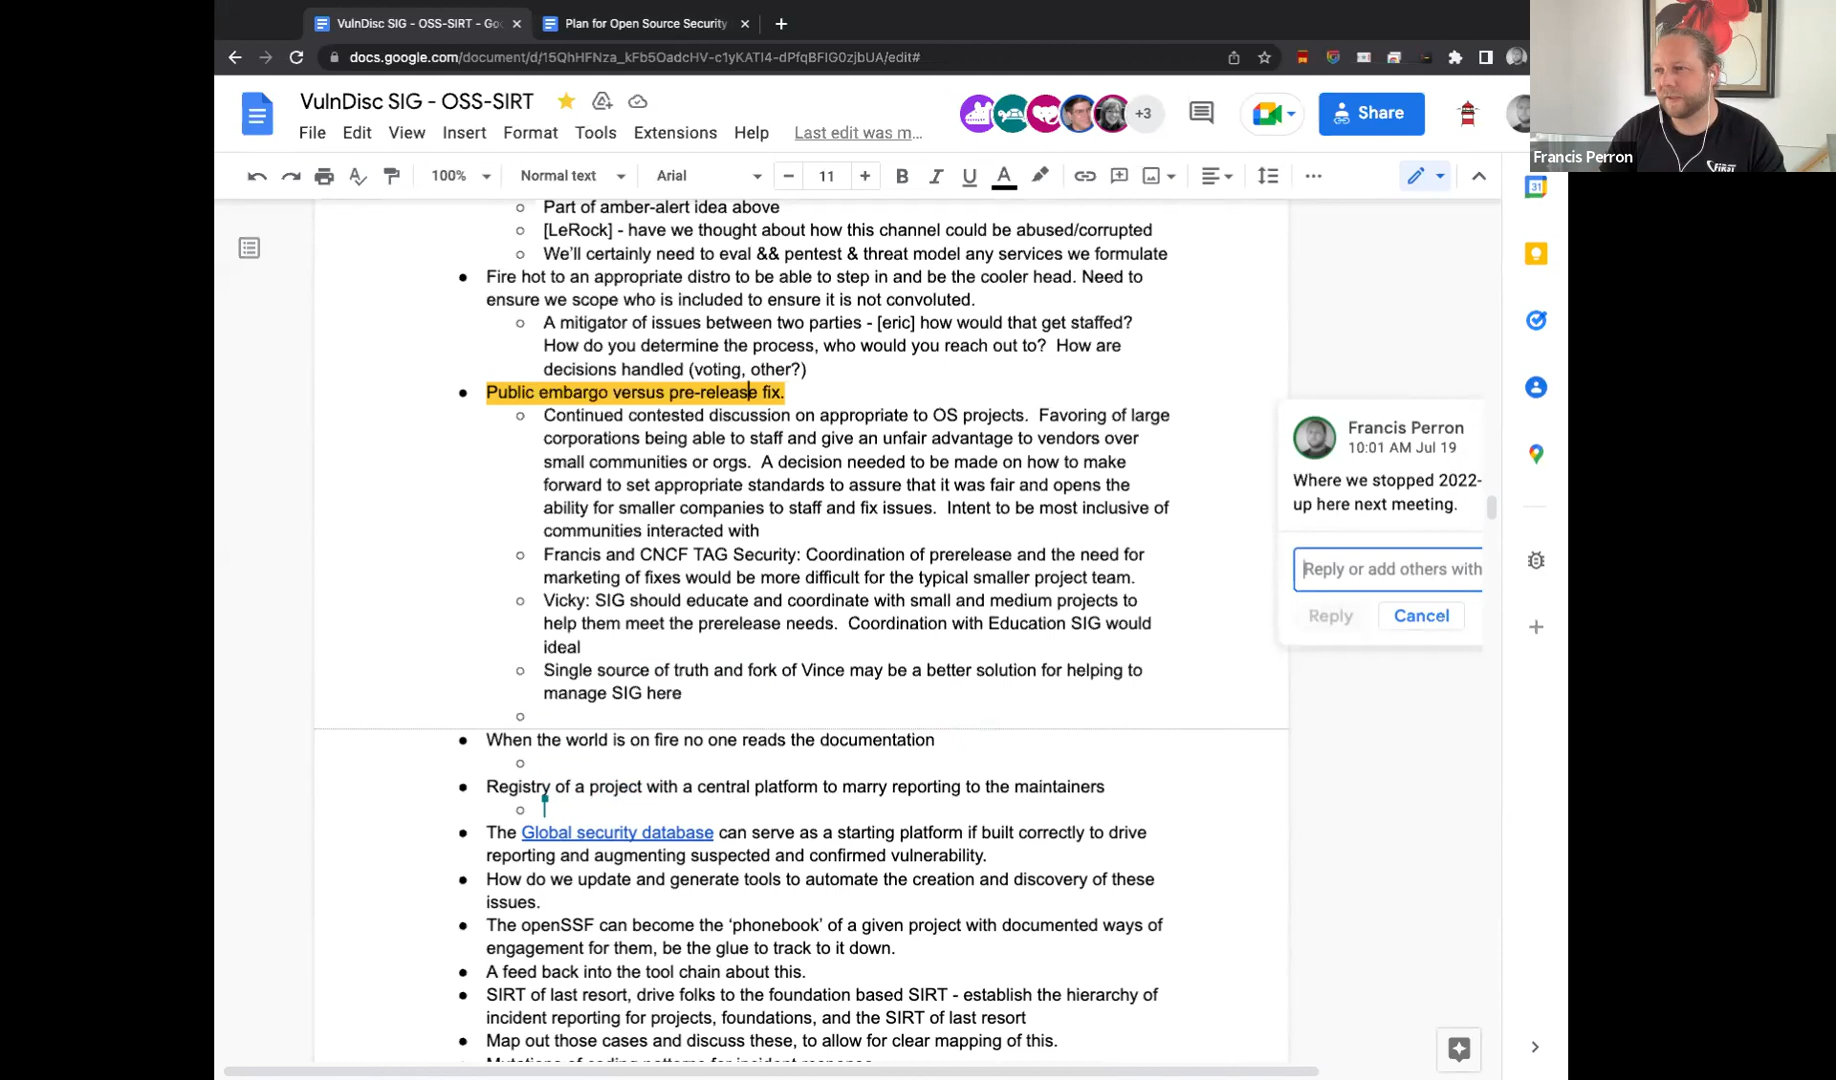 VulnDisc SIG - OSS-SIRT - Goo
Plan for Open Source Security
docs.google.com/document/d/15QhHFNza_kFb5OadcHV-c1yKATI4-dPfqBFIG0zjbUA/edit#
VulnDisc SIG - OSS-SIRT
File Edit View Insert Format Tools Extensions Help Last edit was m...
+3
Share
Francis Perron
100% Normal text Arial 11
Part of amber-alert idea above
[LeRock] - have we thought about how this channel could be abused/corrupted
We'll certainly need to eval && pentest & threat model any services we formulate
Fire hot to an appropriate distro to be able to step in and be the cooler head. Need to
ensure we scope who is included to ensure it is not convoluted.
A mitigator of issues between two parties - [eric] how would that get staffed?
How do you determine the process, who would you reach out to? How are
decisions handled (voting, other?)
Public embargo versus pre-release fix.
Continued contested discussion on appropriate to OS projects. Favoring of large
corporations being able to staff and give an unfair advantage to vendors over
small communities or orgs. A decision needed to be made on how to make
forward to set appropriate standards to assure that it was fair and opens the
ability for smaller companies to staff and fix issues. Intent to be most inclusive of
communities interacted with
Francis and CNCF TAG Security: Coordination of prerelease and the need for
marketing of fixes would be more difficult for the typical smaller project team.
Vicky: SIG should educate and coordinate with small and medium projects to
help them meet the prerelease needs. Coordination with Education SIG would
ideal
Single source of truth and fork of Vince may be a better solution for helping to
manage SIG here
When the world is on fire no one reads the documentation
Registry of a project with a central platform to marry reporting to the maintainers
The Global security database can serve as a starting platform if built correctly to drive
reporting and augmenting suspected and confirmed vulnerability.
How do we update and generate tools to automate the creation and discovery of these
issues.
The openSSF can become the 'phonebook' of a given project with documented ways of
engagement for them, be the glue to track to it down.
A feed back into the tool chain about this.
SIRT of last resort, drive folks to the foundation based SIRT - establish the hierarchy of
incident reporting for projects, foundations, and the SIRT of last resort
Map out those cases and discuss these, to allow for clear mapping of this.
Mutations of coding patterns for incident response
Francis Perron
10:01 AM Jul 19
Where we stopped 2022-
up here next meeting.
Reply or add others with
Reply Cancel
31